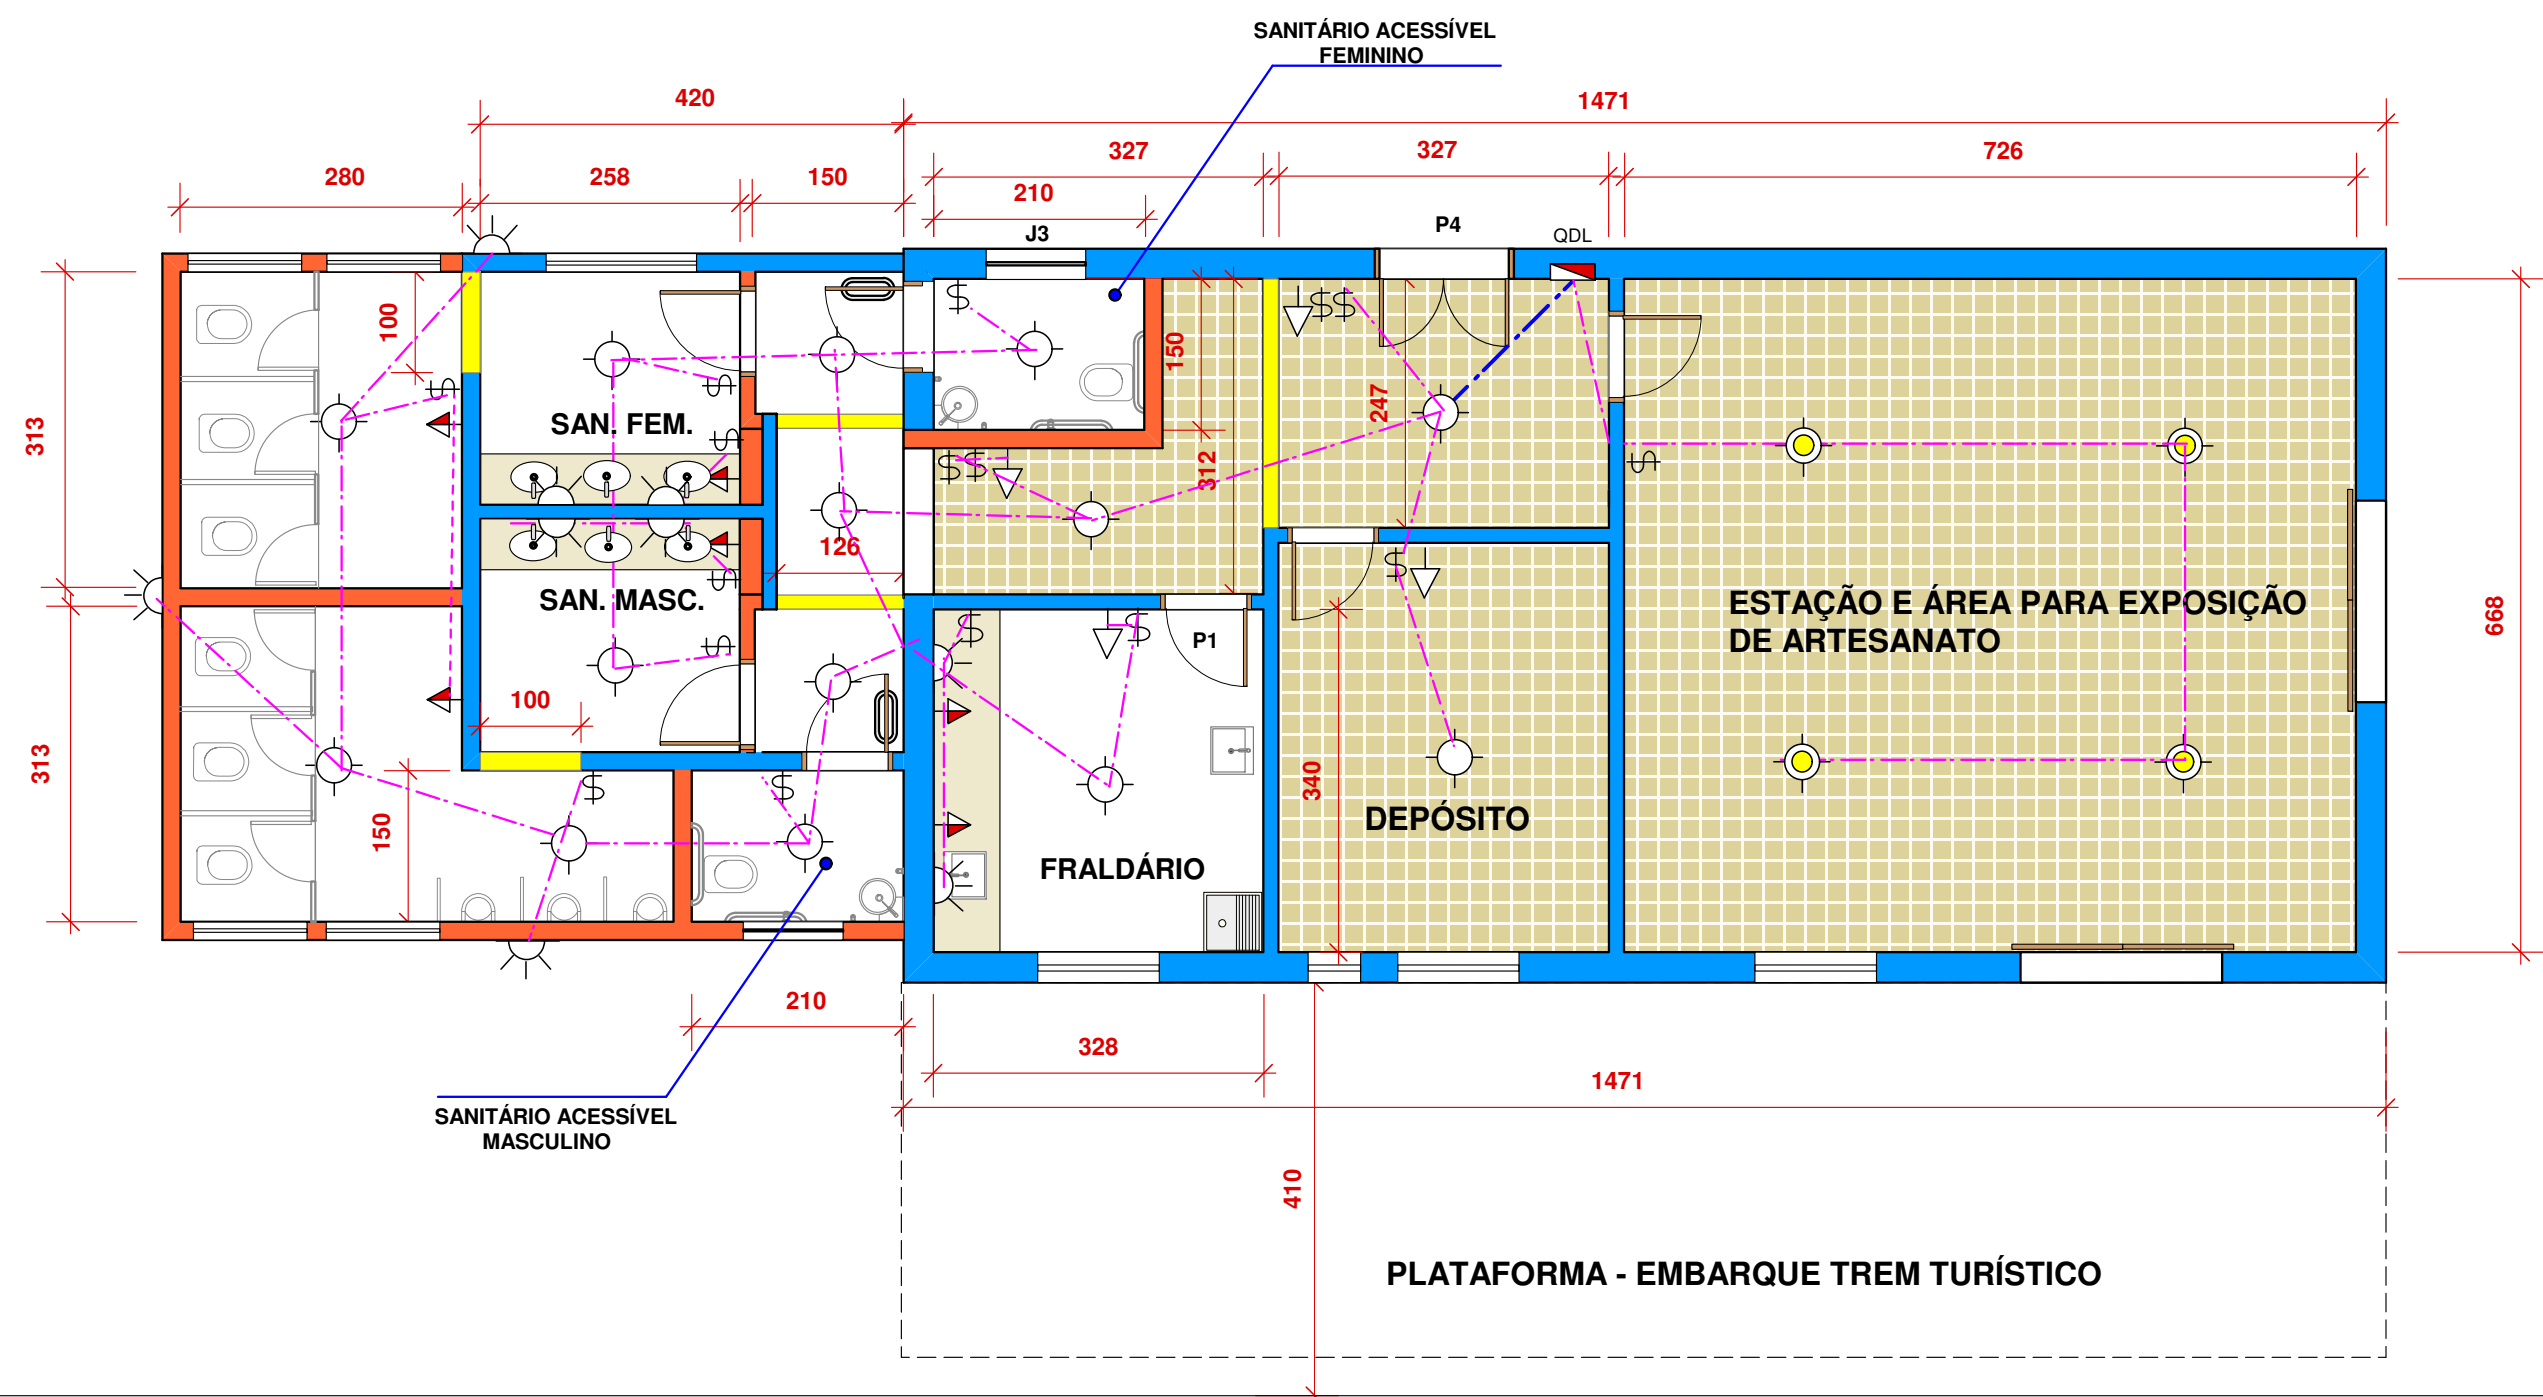 SANITÁRIO ACESSÍVEL
FEMININO
420
1471
327
327
726
280
258
150
210
J3
P4
QDL
100
150
247
313
SAN. FEM.
312
126
SAN. MASC.
P1
ESTAÇÃO E ÁREA PARA EXPOSIÇÃO
DE ARTESANATO
668
100
313
340
150
DEPÓSITO
FRALDÁRIO
210
328
1471
SANITÁRIO ACESSÍVEL
MASCULINO
410
PLATAFORMA - EMBARQUE TREM TURÍSTICO